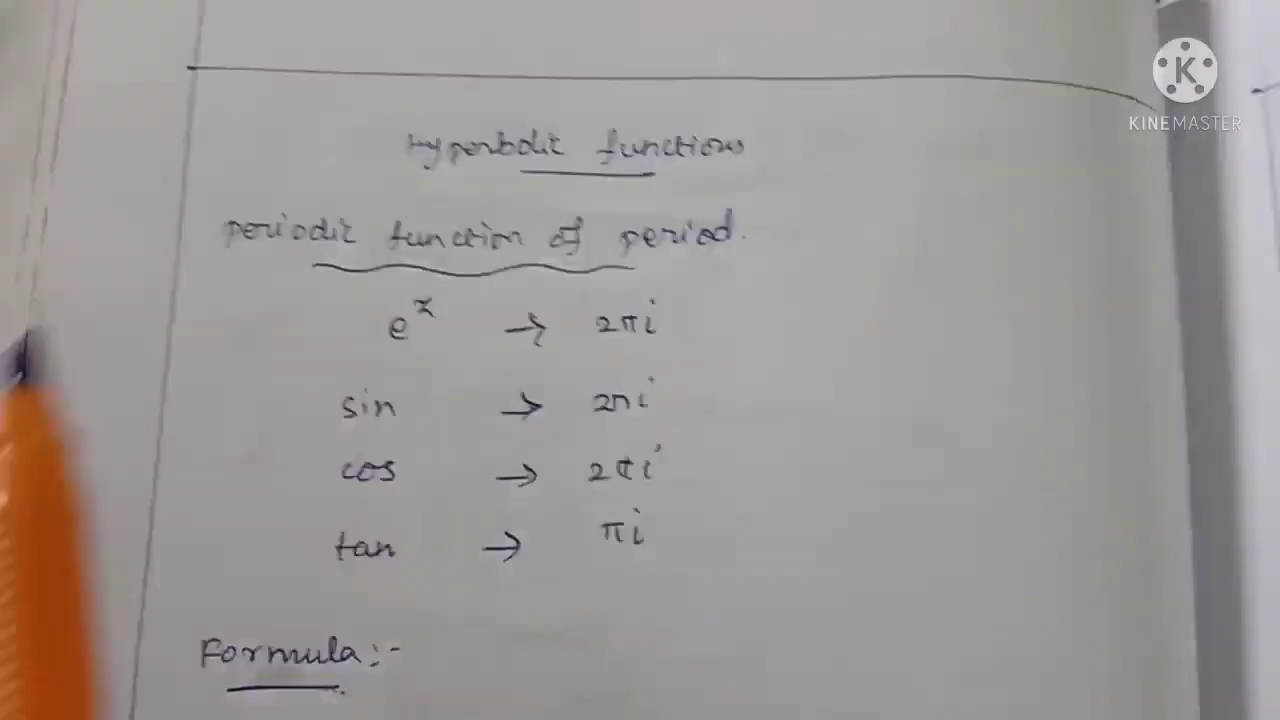 K
KINEMASTER
Hyperbolic functions
periodic function of period.
e^z → 2πi
sin → 2πi
cos → 2πi
tan → πi
Formula:-